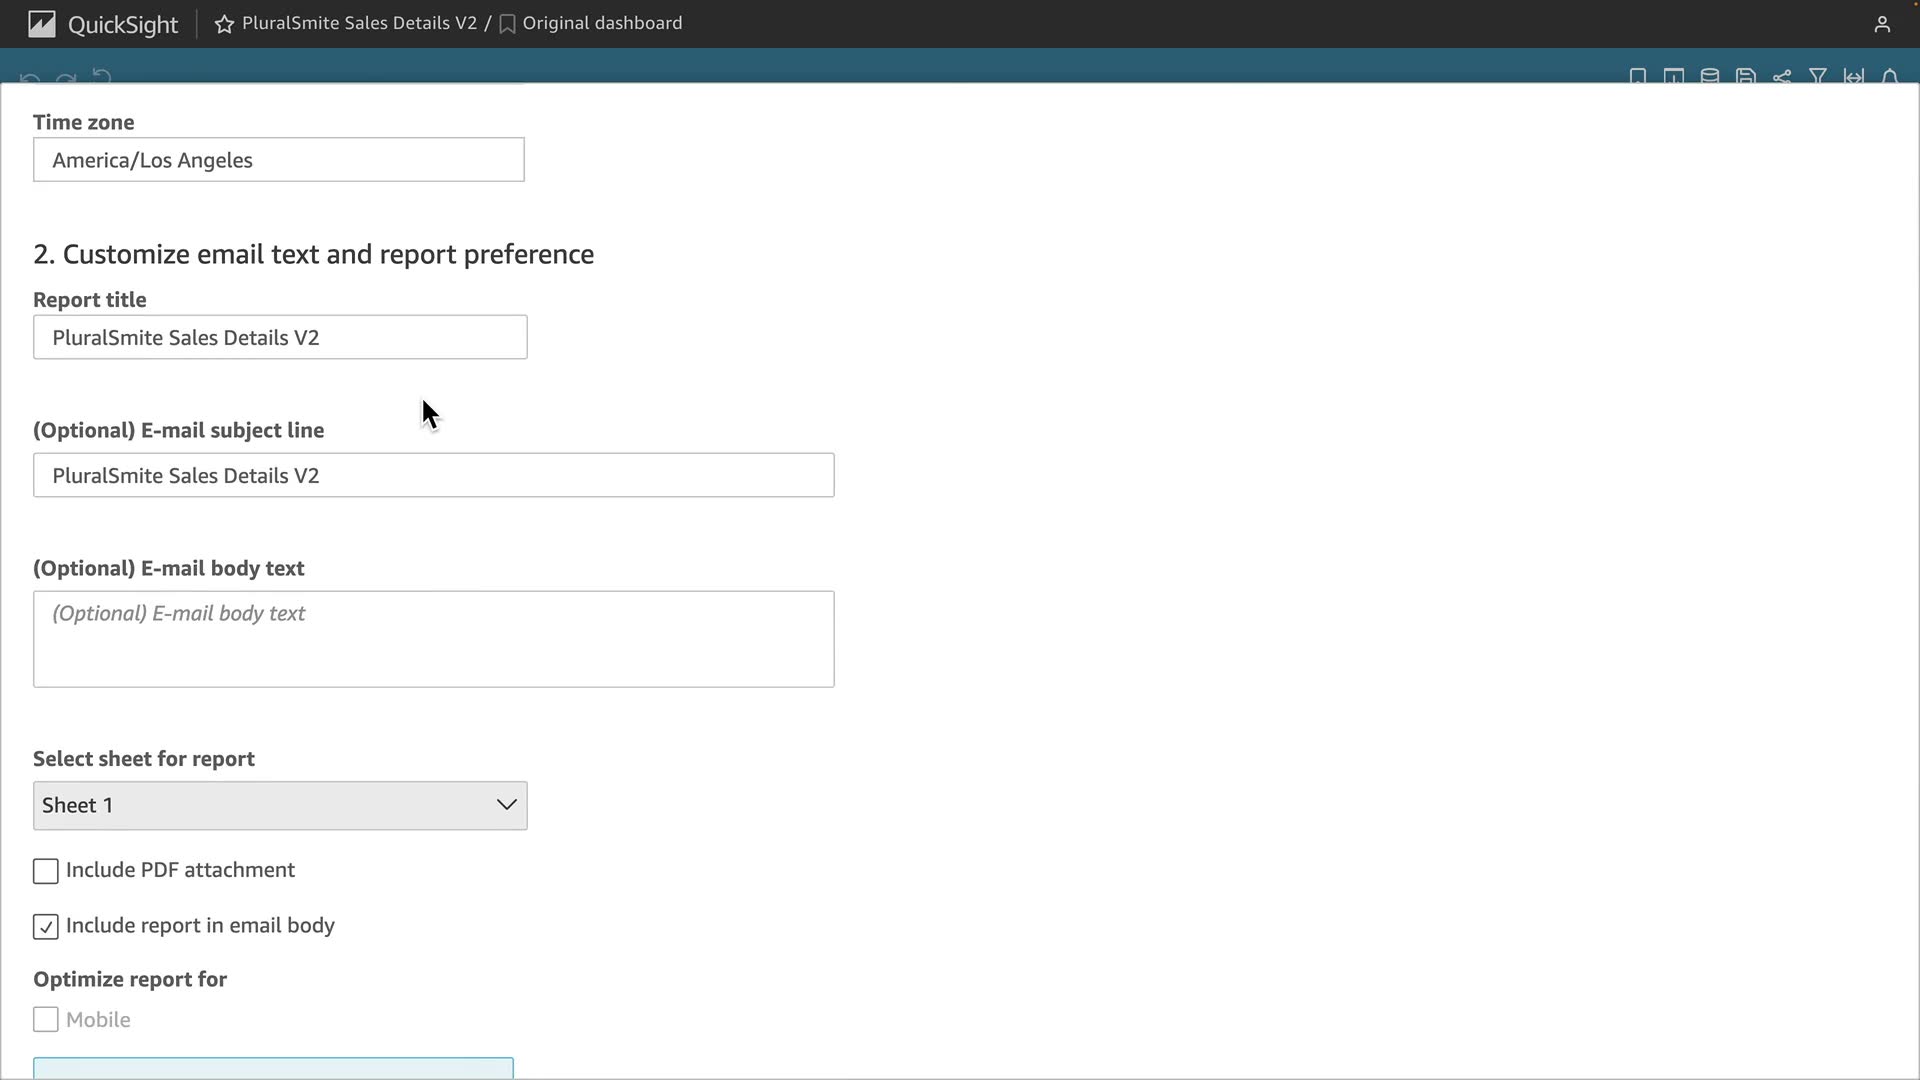 QuickSight
PluralSmite Sales Details V2 / Original dashboard
Time zone
America/Los Angeles
2. Customize email text and report preference
Report title
PluralSmite Sales Details V2
(Optional) E-mail subject line
PluralSmite Sales Details V2
(Optional) E-mail body text
(Optional) E-mail body text
Select sheet for report
Sheet 1
Include PDF attachment
Include report in email body
Optimize report for
Mobile